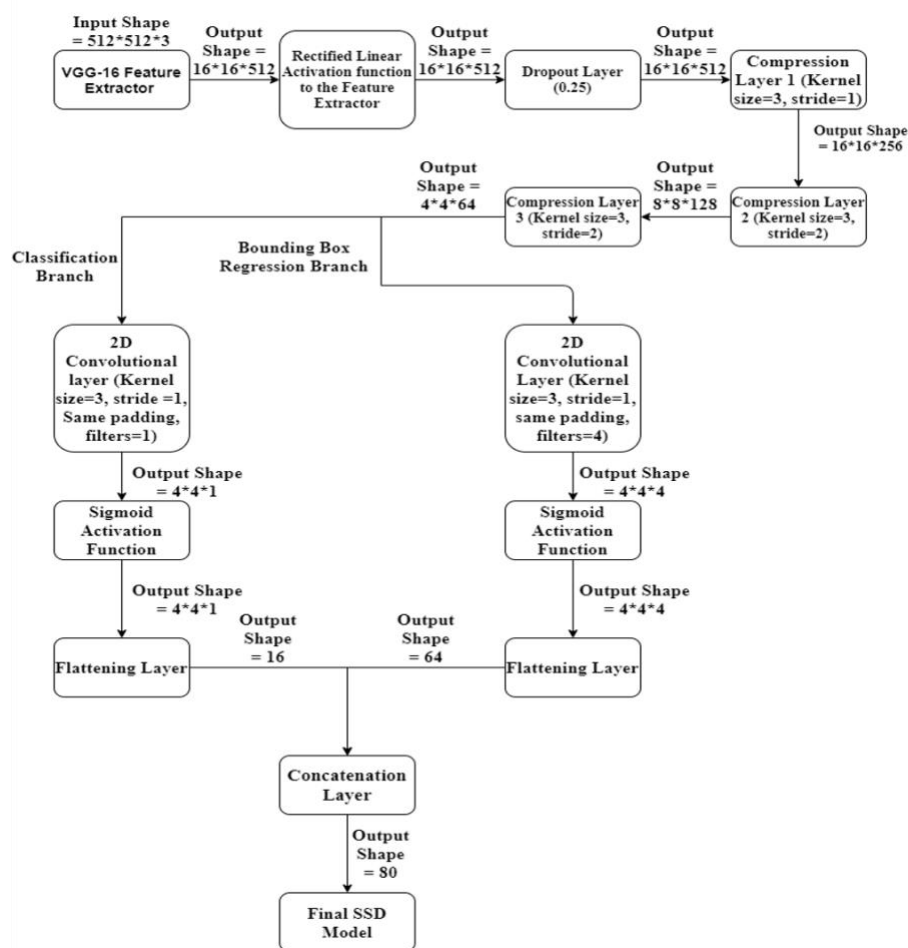 Input Shape
= 512*512*3
VGG-16 Feature
Extractor
Output
Shape =
16*16*512
Rectified Linear
Activation function
to the Feature
Extractor
Output
Shape =
16*16*512
Dropout Layer
(0.25)
Output
Shape =
16*16*512
Compression
Layer 1 (Kernel
size=3, stride=1)
Output Shape
= 16*16*256
Compression Layer
2 (Kernel size=3,
stride=2)
Output
Shape =
8*8*128
Compression Layer
3 (Kernel size=3,
stride=2)
Output
Shape =
4*4*64
Classification
Branch
Bounding Box
Regression Branch
2D
Convolutional
layer (Kernel
size=3, stride =1,
Same padding,
filters=1)
Output Shape
= 4*4*1
Sigmoid
Activation
Function
Output Shape
= 4*4*1
Flattening Layer
Output
Shape
= 16
2D
Convolutional
Layer (Kernel
size=3, stride=1,
same padding,
filters=4)
Output Shape
= 4*4*4
Sigmoid
Activation
Function
Output Shape
= 4*4*4
Flattening Layer
Output
Shape
= 64
Concatenation
Layer
Output
Shape
= 80
Final SSD
Model